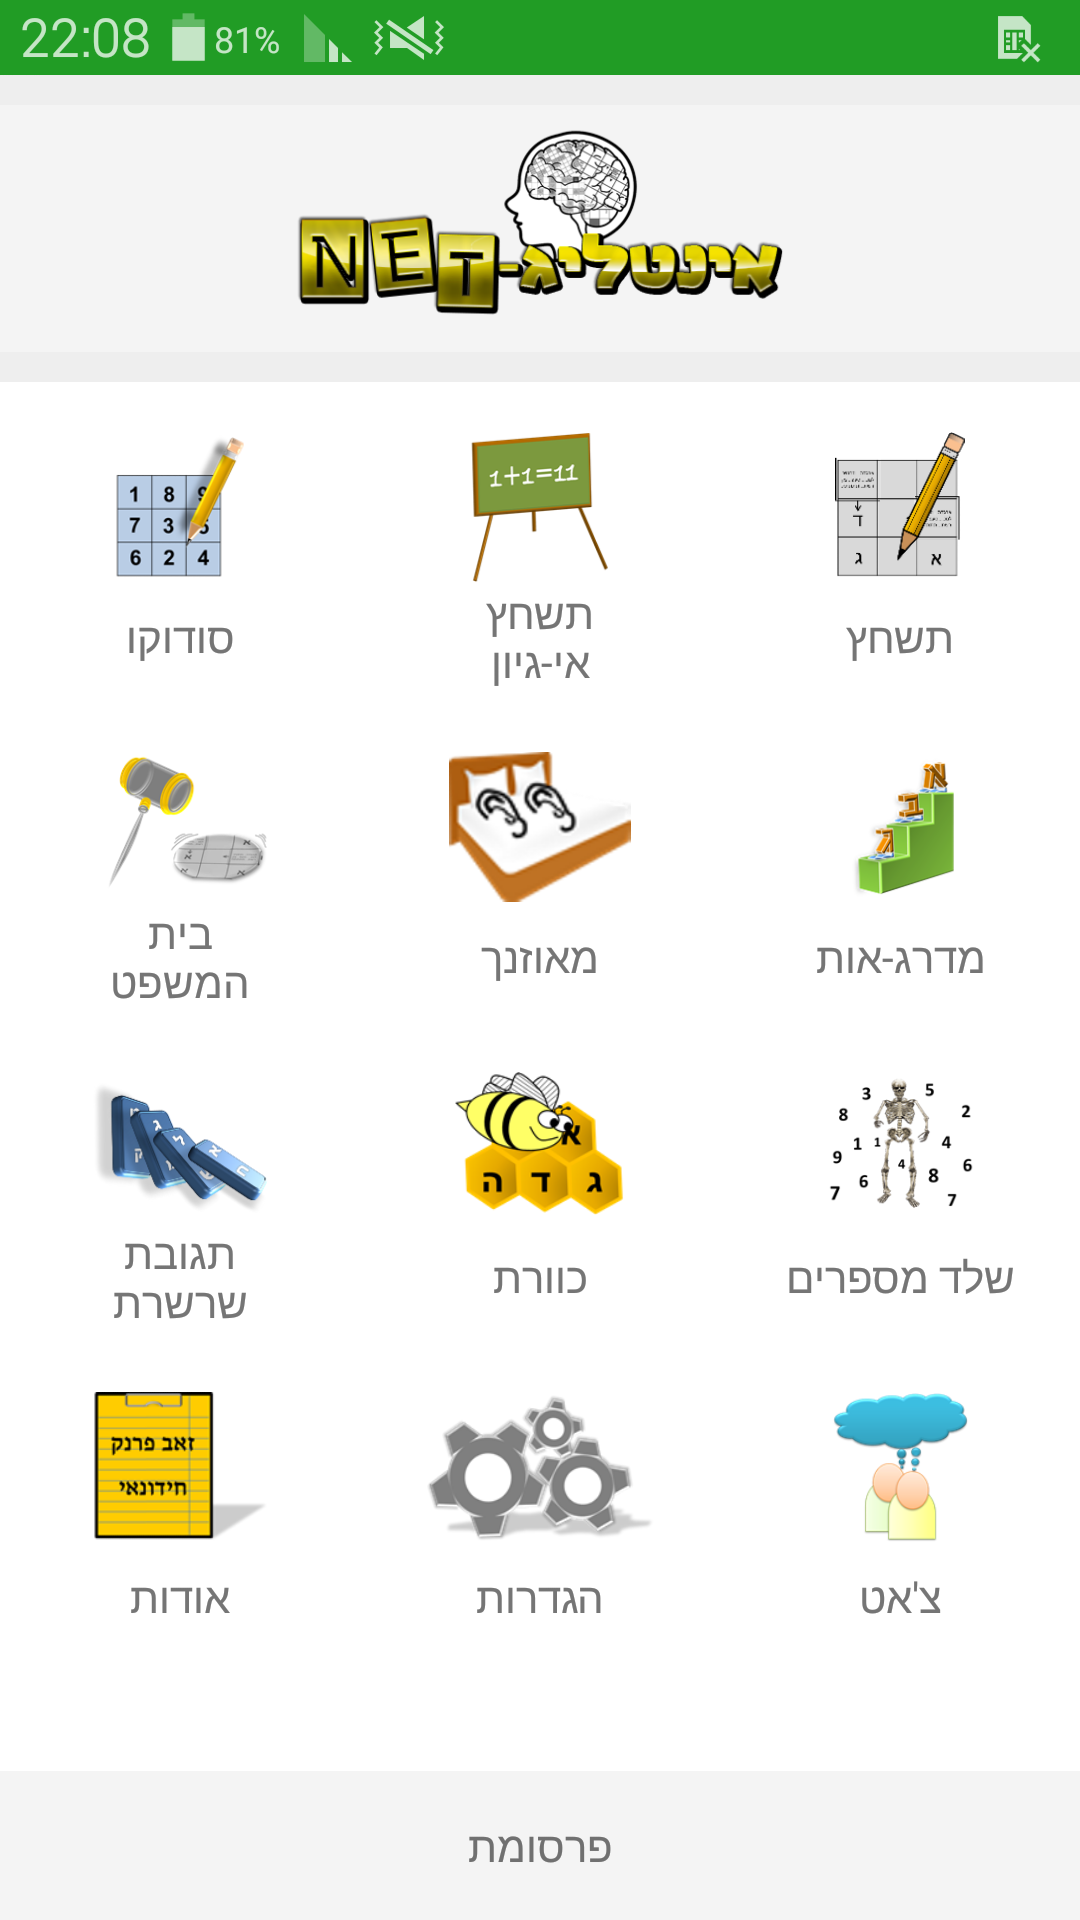 22:08 81%
אינטליג-NET
תשחץ
תשחץ
אי-גיון
1+1=11
סודוקו
1 8 9
7 3 5
6 2 4
ד
ג א
מדרג-אות
א
ב
ג
מאוזנך
בית
המשפט
שלד מספרים
3 5
8 2
1 1 4
9 4 6
6 8
7 7
כוורת
א
ג ד ה
תגובת
שרשרת
צ'אט
הגדרות
אודות
זאב פרנק
חידונאי
פרסומת